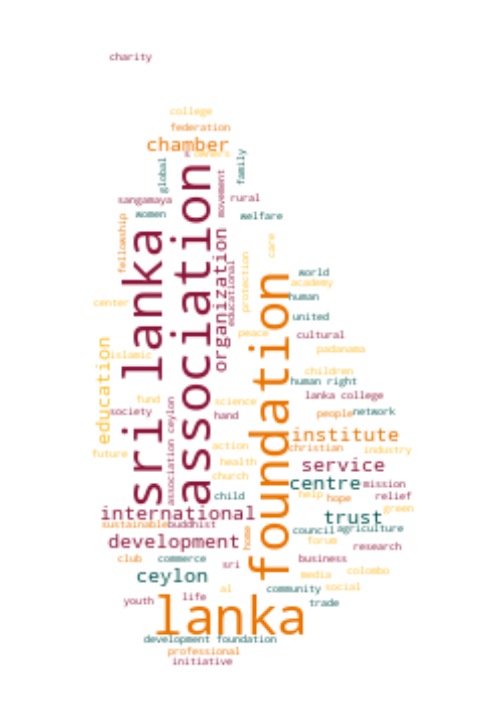 charity
college
federation
chamber
owners
global
family
sangamaya
movement
rural
women
welfare
fellowship
association
sri lanka
organization
educational
care
protection
world
academy
human
center
foundation
united
peace
cultural
education
islamic
padanama
children
human right
lanka college
fund
association ceylon
science
society
hand
people
network
institute
christian
industry
action
future
health
service
church
centre
mission
child
help
hope
relief
international
green
trust
sustainable
buddhist
council
agriculture
home
development
forum
research
club
commerce
sri
business
ceylon
media
colombo
al
community
social
youth
life
trade
lanka
development foundation
professional
initiative